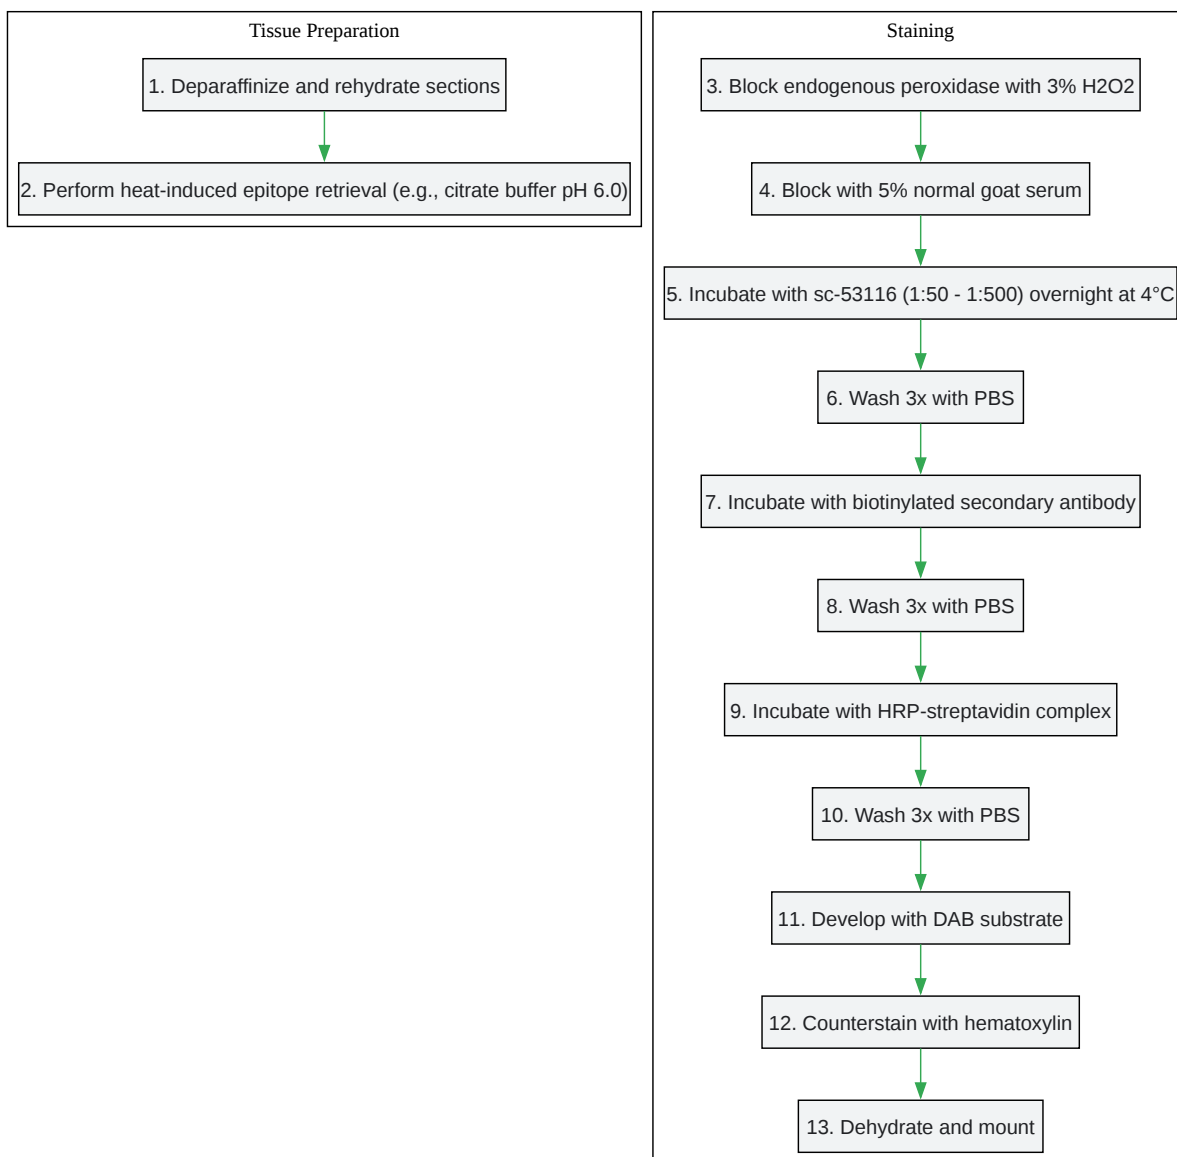 Tissue Preparation
1. Deparaffinize and rehydrate sections
2. Perform heat-induced epitope retrieval (e.g., citrate buffer pH 6.0)
Staining
3. Block endogenous peroxidase with 3% H2O2
4. Block with 5% normal goat serum
5. Incubate with sc-53116 (1:50 - 1:500) overnight at 4°C
6. Wash 3x with PBS
7. Incubate with biotinylated secondary antibody
8. Wash 3x with PBS
9. Incubate with HRP-streptavidin complex
10. Wash 3x with PBS
11. Develop with DAB substrate
12. Counterstain with hematoxylin
13. Dehydrate and mount